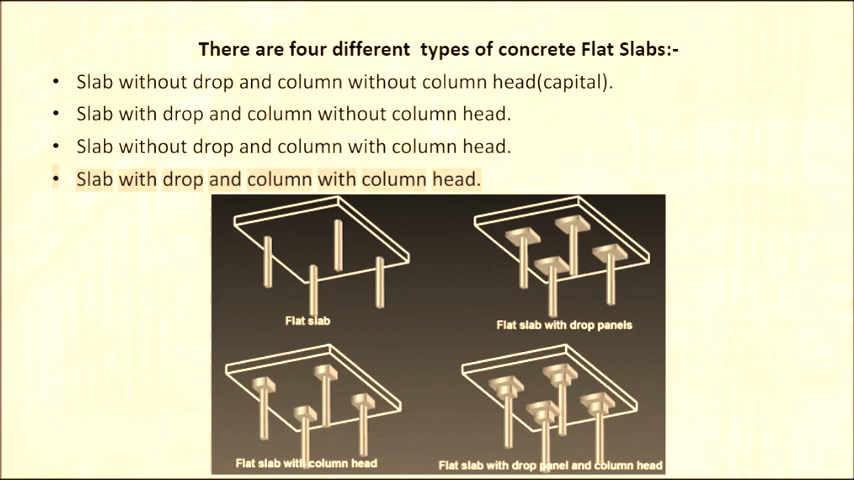 There are four different types of concrete Flat Slabs:-
• Slab without drop and column without column head(capital).
• Slab with drop and column without column head.
• Slab without drop and column with column head.
• Slab with drop and column with column head.
Flat slab
Flat slab with drop panels
Flat slab with column head
Flat slab with drop panel and column head